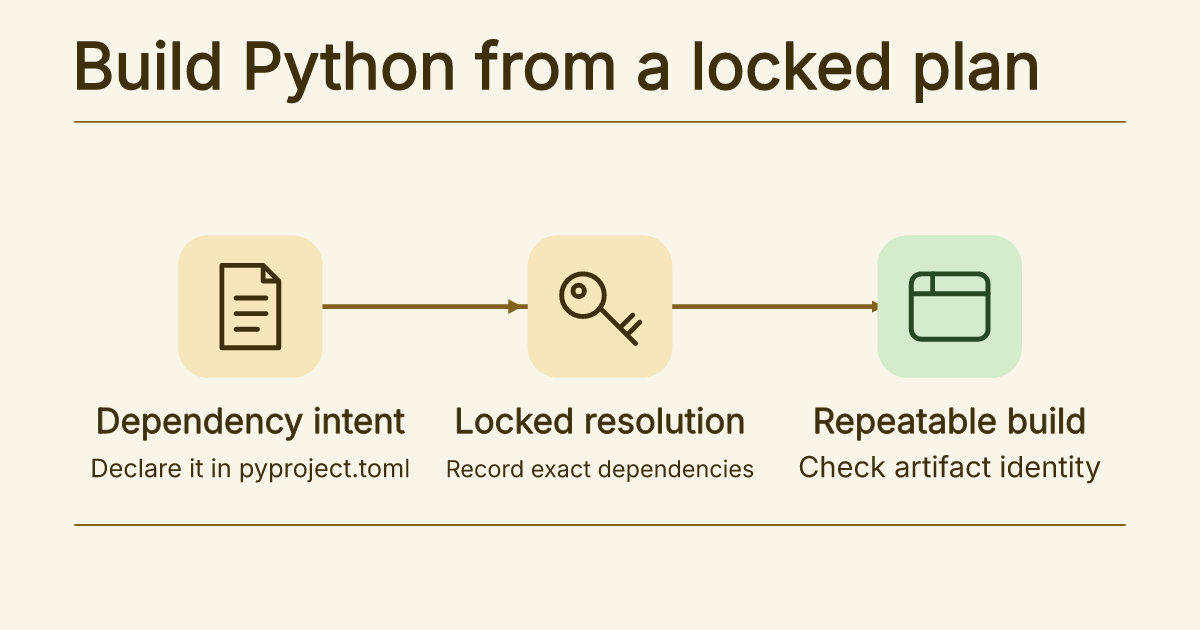 Build Python from a locked plan
Dependency intent
Declare it in pyproject.toml
Locked resolution
Record exact dependencies
Repeatable build
Check artifact identity